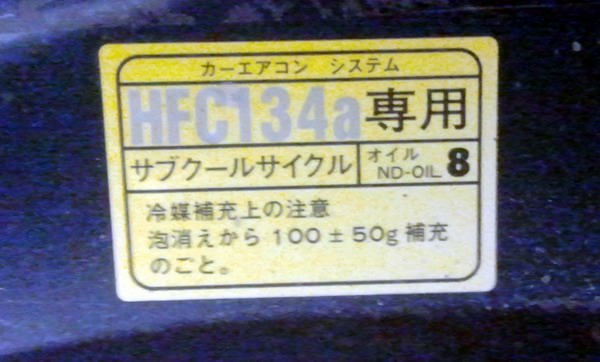 カーエアコン システム
HFC134a専用
サブクールサイクル オイル ND-OIL 8
冷媒補充上の注意
泡消えから100±50g補充
のごと。